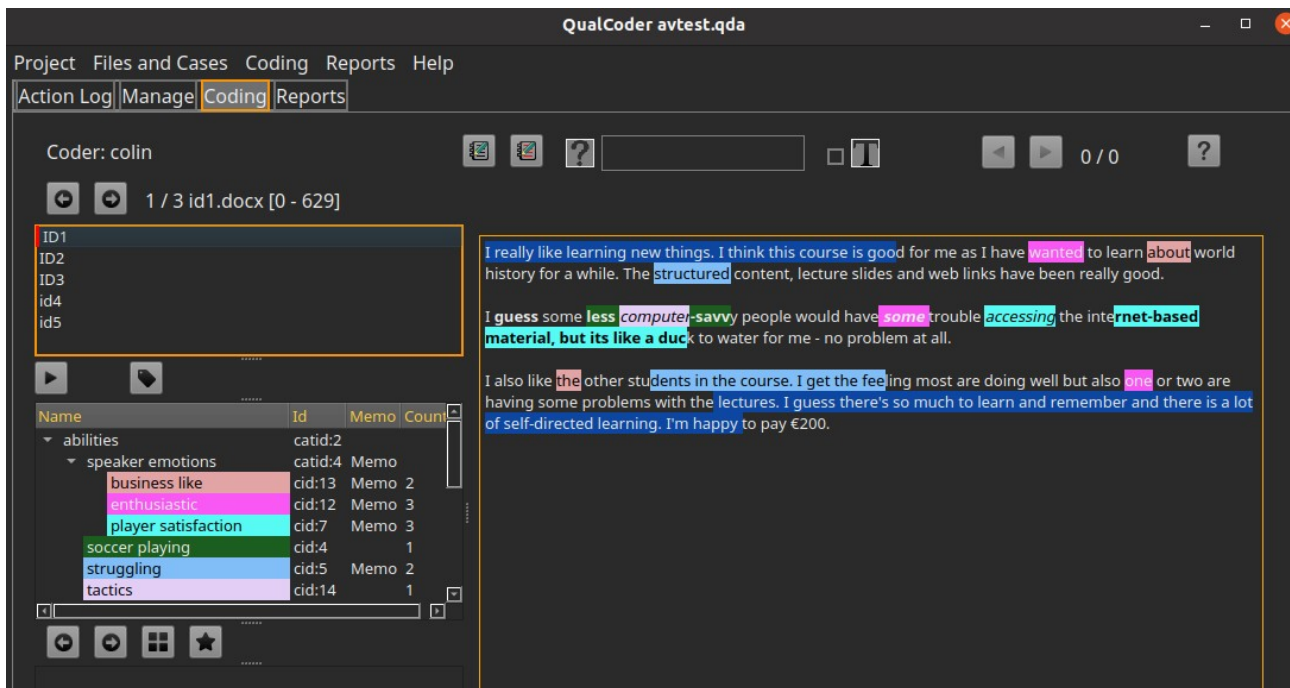 QualCoder avtest.qda
Project Files and Cases Coding Reports Help
Action Log Manage Coding Reports
Coder: colin
? T 0 / 0 ?
1 / 3 id1.docx [0 - 629]
ID1
ID2
ID3
id4
id5
Name Id Memo Count
abilities catid:2
speaker emotions catid:4 Memo
business like cid:13 Memo 2
enthusiastic cid:12 Memo 3
player satisfaction cid:7 Memo 3
soccer playing cid:4 1
struggling cid:5 Memo 2
tactics cid:14 1
I really like learning new things. I think this course is good for me as I have wanted to learn about world
history for a while. The structured content, lecture slides and web links have been really good.
I guess some less computer-savvy people would have some trouble accessing the internet-based
material, but its like a duck to water for me - no problem at all.
I also like the other students in the course. I get the feeling most are doing well but also one or two are
having some problems with the lectures. I guess there's so much to learn and remember and there is a lot
of self-directed learning. I'm happy to pay €200.